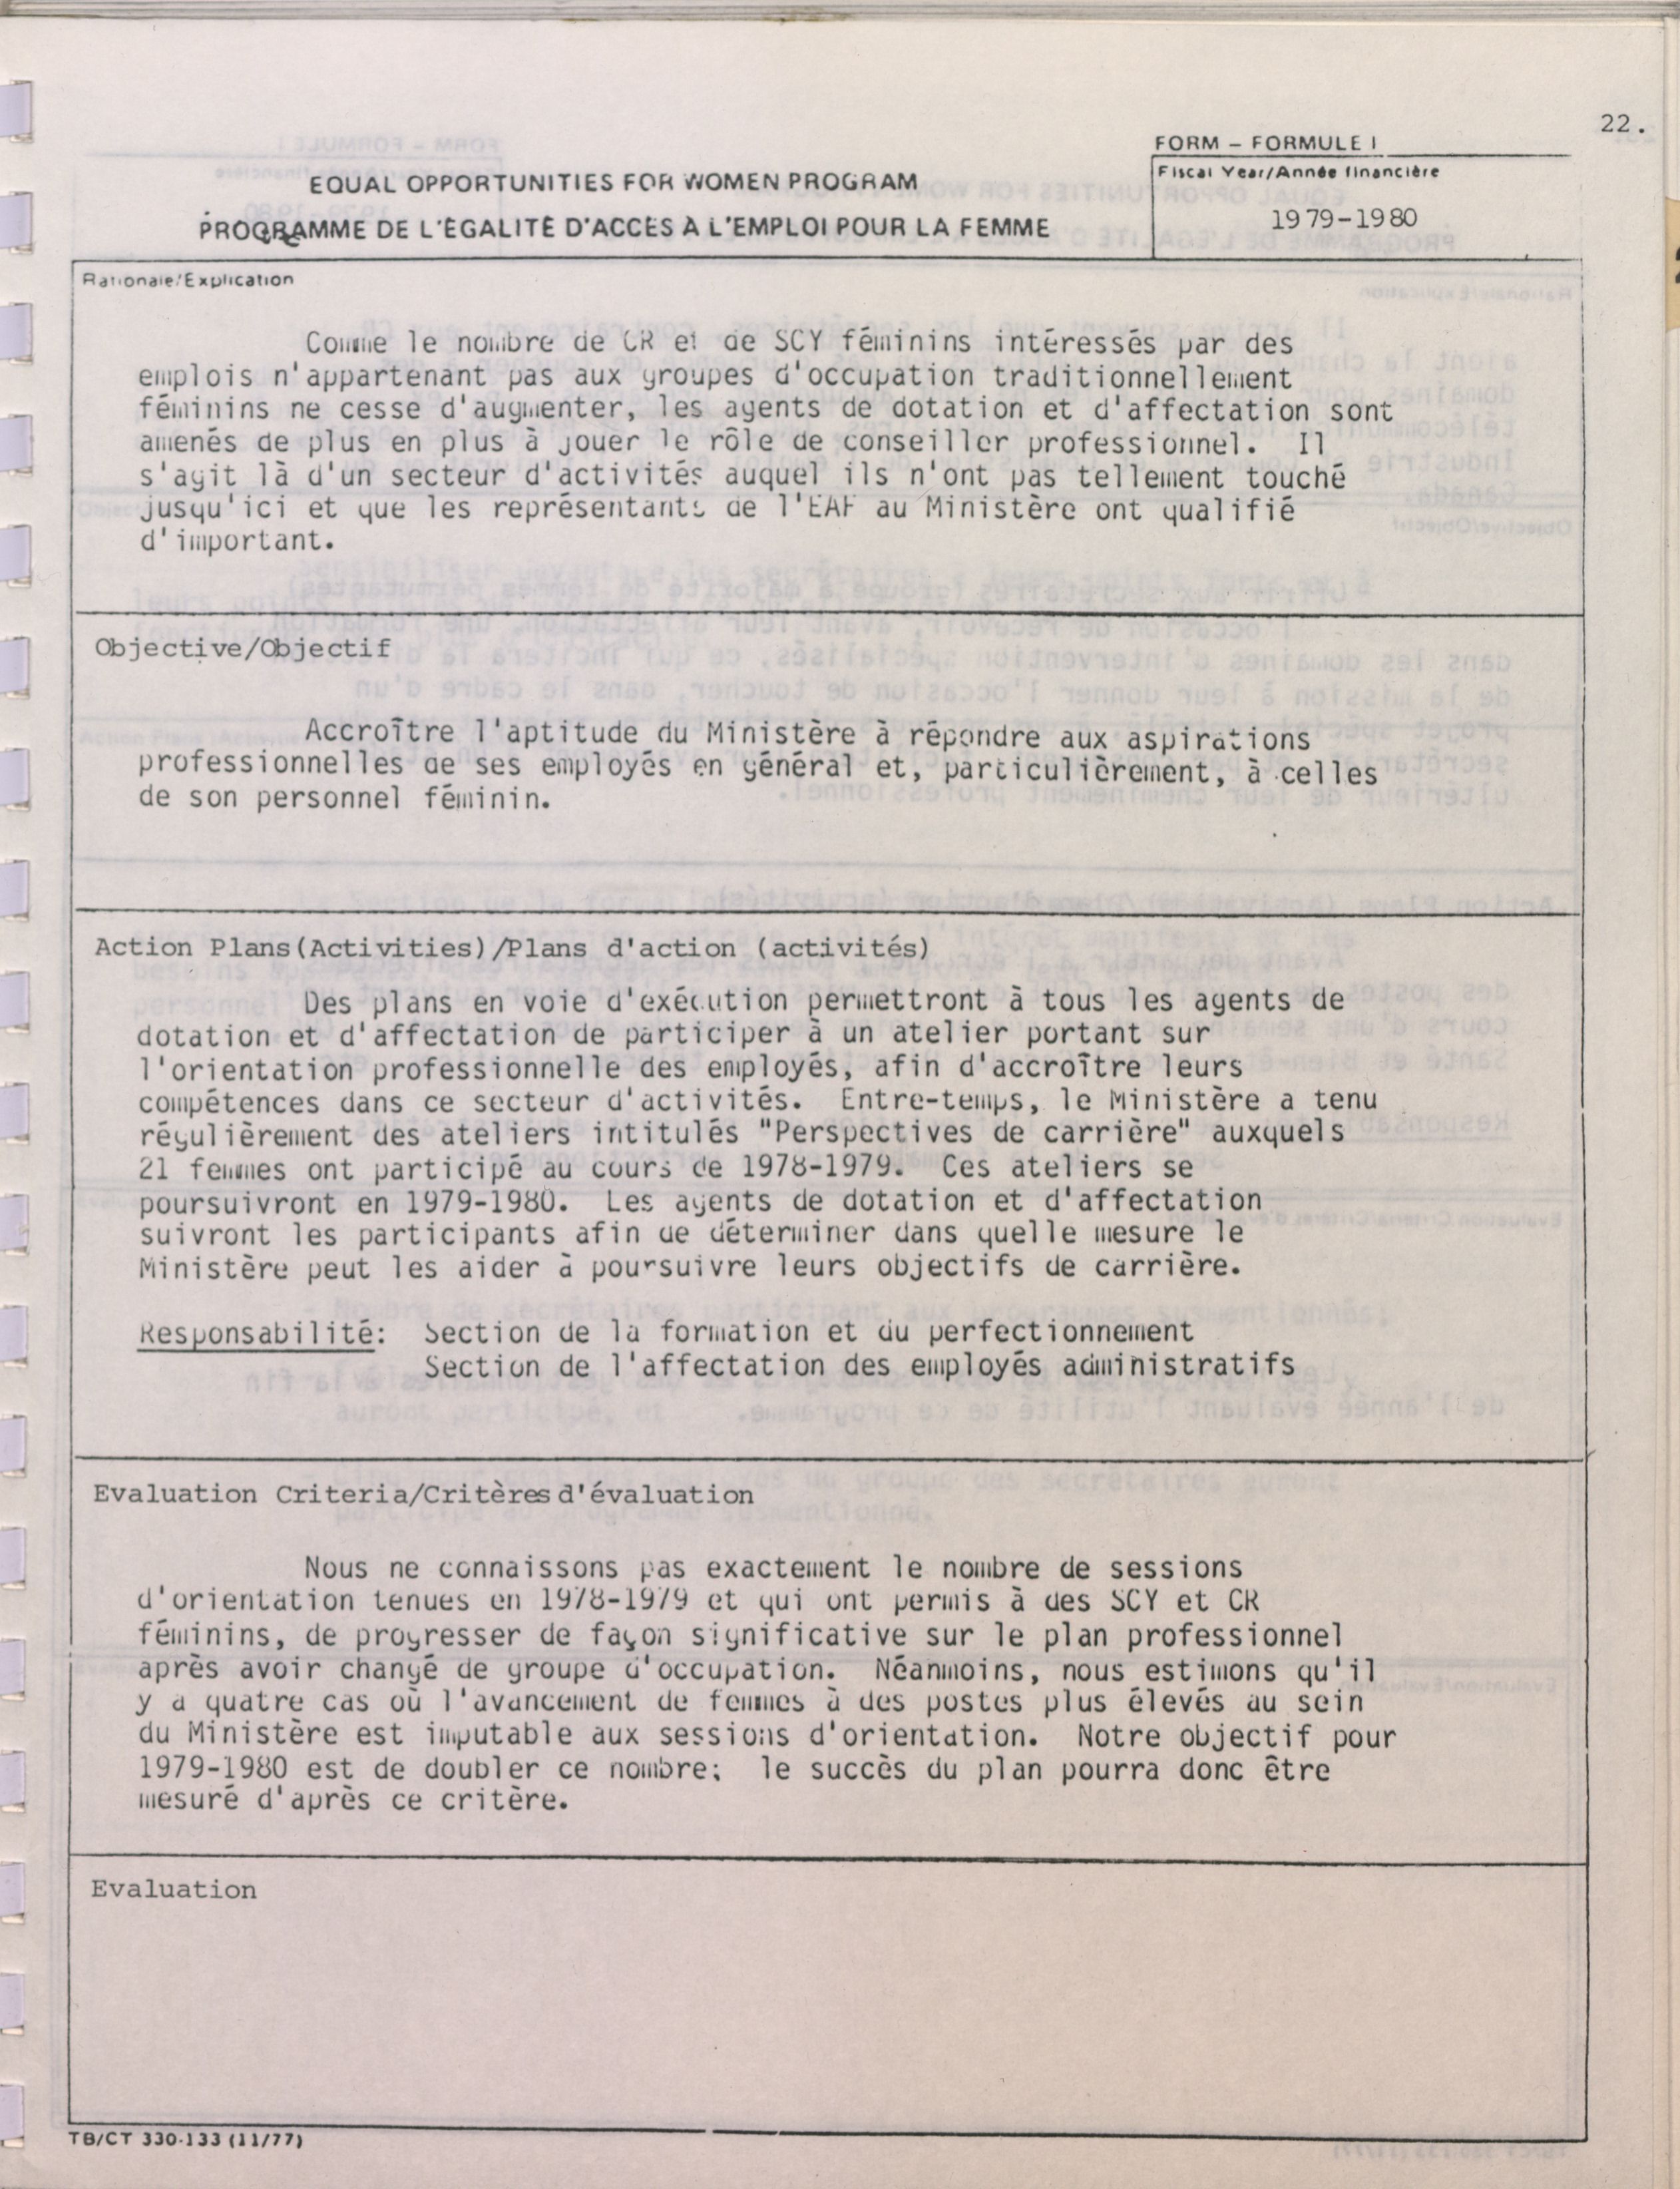 22.
FORM – FORMULE I
Fiscal Year/Année financière
1979-1980
EQUAL OPPORTUNITIES FOR WOMEN PROGRAM
PROGRAMME DE L'ÉGALITÉ D'ACCÈS À L'EMPLOI POUR LA FEMME
Rationale/Explication
Comme le nombre de CR et de SCY féminins intéressés par des
emplois n'appartenant pas aux groupes d'occupation traditionnellement
féminins ne cesse d'augmenter, les agents de dotation et d'affectation sont
amenés de plus en plus à jouer le rôle de conseiller professionnel. Il
s'agit là d'un secteur d'activités auquel ils n'ont pas tellement touché
jusqu'ici et que les représentants de l'EAF au Ministère ont qualifié
d'important.
Objective/Objectif
Accroître l'aptitude du Ministère à répondre aux aspirations
professionnelles de ses employés en général et, particulièrement, à celles
de son personnel féminin.
Action Plans(Activities)/Plans d'action (activités)
Des plans en voie d'exécution permettront à tous les agents de
dotation et d'affectation de participer à un atelier portant sur
l'orientation professionnelle des employés, afin d'accroître leurs
compétences dans ce secteur d'activités. Entre-temps, le Ministère a tenu
régulièrement des ateliers intitulés "Perspectives de carrière" auxquels
21 femmes ont participé au cours de 1978-1979. Ces ateliers se
poursuivront en 1979-1980. Les agents de dotation et d'affectation
suivront les participants afin de déterminer dans quelle mesure le
Ministère peut les aider à poursuivre leurs objectifs de carrière.
Responsabilité: Section de la formation et du perfectionnement
Section de l'affectation des employés administratifs
Evaluation Criteria/Critères d'évaluation
Nous ne connaissons pas exactement le nombre de sessions
d'orientation tenues en 1978-1979 et qui ont permis à des SCY et CR
féminins, de progresser de façon significative sur le plan professionnel
après avoir changé de groupe d'occupation. Néanmoins, nous estimons qu'il
y a quatre cas où l'avancement de femmes à des postes plus élevés au sein
du Ministère est imputable aux sessions d'orientation. Notre objectif pour
1979-1980 est de doubler ce nombre; le succès du plan pourra donc être
mesuré d'après ce critère.
Evaluation
TB/CT 330-133 (11/77)